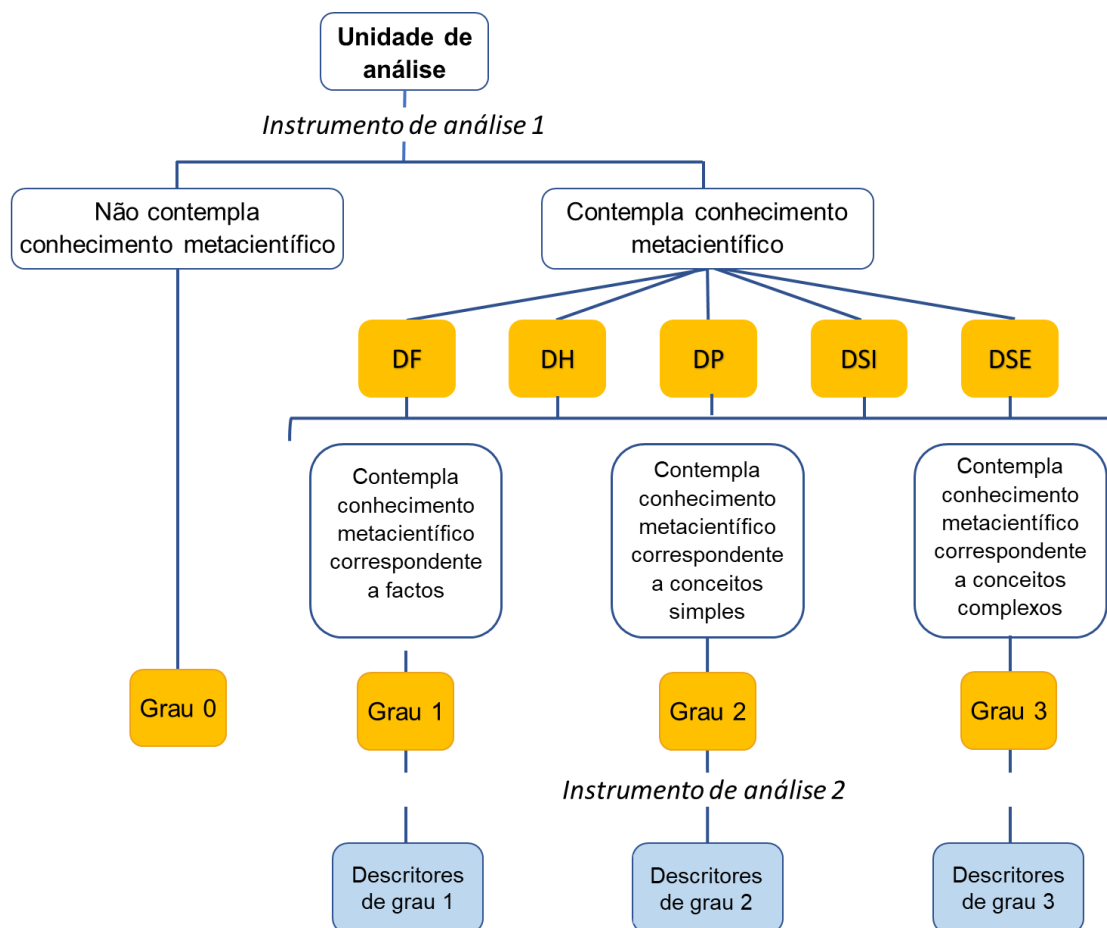 Unidade de
análise
Instrumento de análise 1
Não contempla
conhecimento metacientífico
Contempla conhecimento
metacientífico
DF
DH
DP
DSI
DSE
Contempla
conhecimento
metacientífico
correspondente
a factos
Contempla
conhecimento
metacientífico
correspondente
a conceitos
simples
Contempla
conhecimento
metacientífico
correspondente
a conceitos
complexos
Grau 0
Grau 1
Grau 2
Grau 3
Instrumento de análise 2
Descritores
de grau 1
Descritores
de grau 2
Descritores
de grau 3